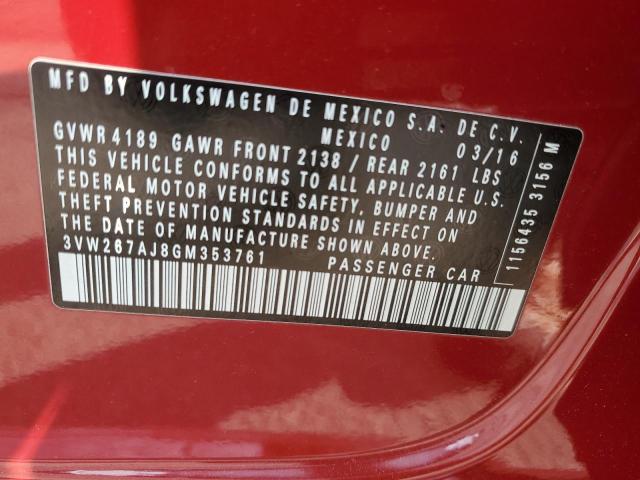 MFD BY VOLKSWAGEN DE MEXICO S.A. DE C.V.
MEXICO 03/16
GVWR 4189 GAWR FRONT 2138 / REAR 2161 LBS
THIS VEHICLE CONFORMS TO ALL APPLICABLE U.S.
FEDERAL MOTOR VEHICLE SAFETY, BUMPER AND
THEFT PREVENTION STANDARDS IN EFFECT ON
THE DATE OF MANUFACTURE SHOWN ABOVE.
3VW267AJ8GM353761 PASSENGER CAR
1156435 3156 M